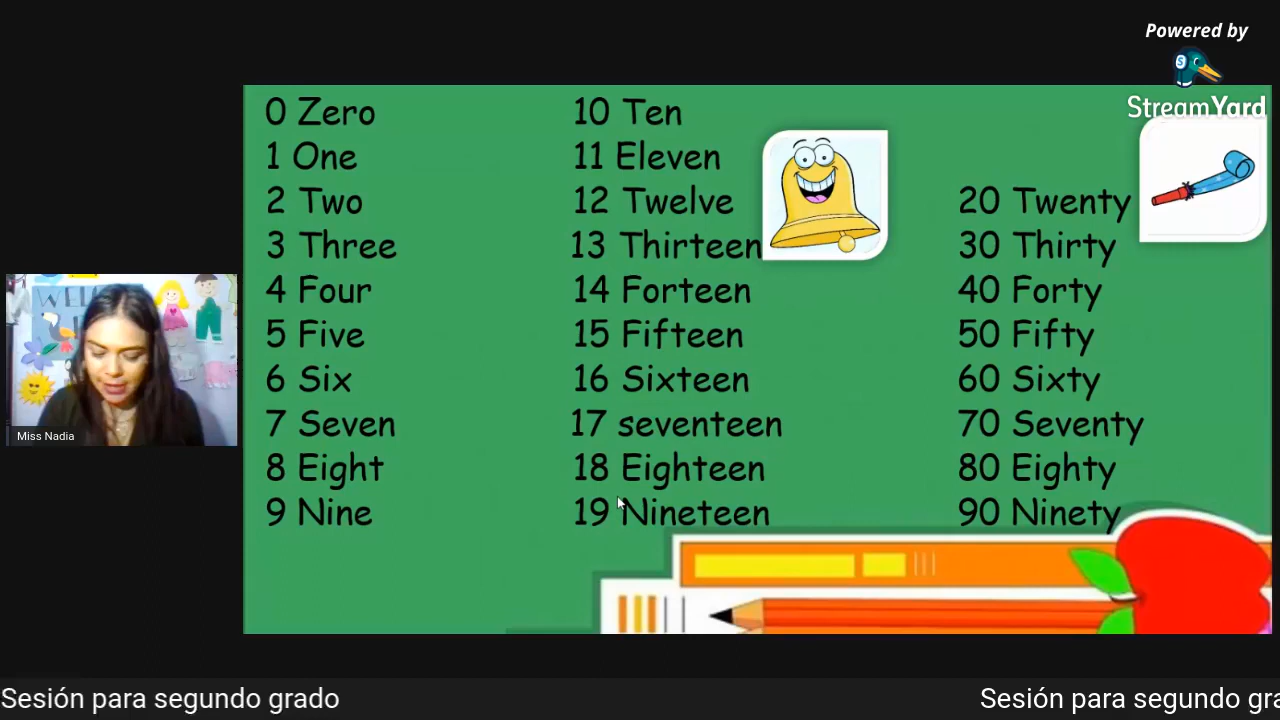 Powered by
StreamYard
0 Zero
1 One
2 Two
3 Three
4 Four
5 Five
6 Six
7 Seven
8 Eight
9 Nine
10 Ten
11 Eleven
12 Twelve
13 Thirteen
14 Forteen
15 Fifteen
16 Sixteen
17 seventeen
18 Eighteen
19 Nineteen
20 Twenty
30 Thirty
40 Forty
50 Fifty
60 Sixty
70 Seventy
80 Eighty
90 Ninety
Miss Nadia
Sesión para segundo grado
Sesión para segundo gra